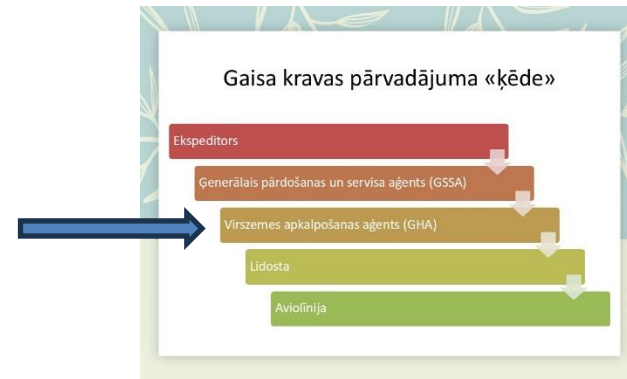 Gaisa kravas pārvadājuma «ķēde»
Ekspeditors
Ģenerālais pārdošanas un servisa aģents (GSSA)
Virszemes apkalpošanas aģents (GHA)
Lidosta
Aviolīnija